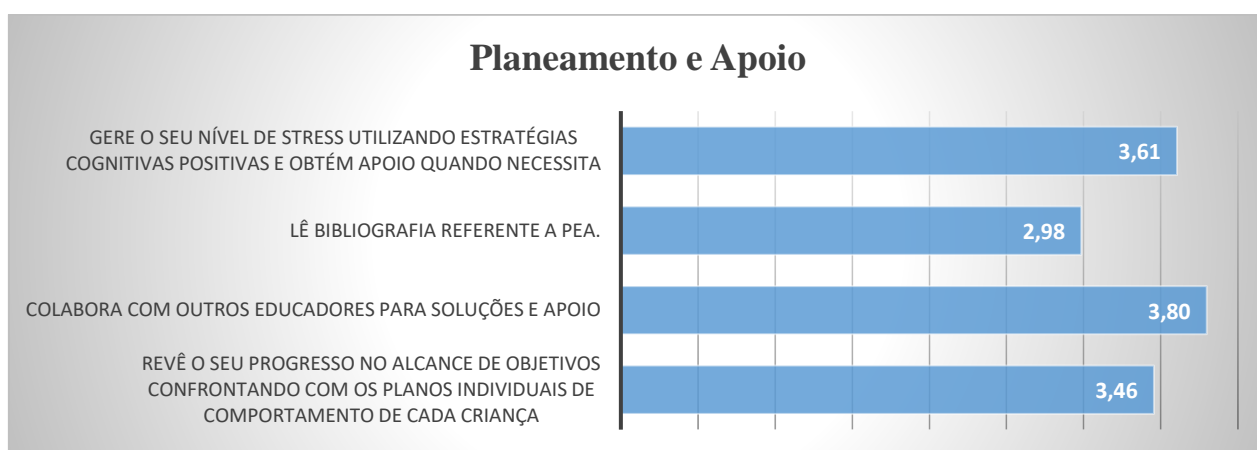 Planeamento e Apoio
GERE O SEU NÍVEL DE STRESS UTILIZANDO ESTRATÉGIAS
COGNITIVAS POSITIVAS E OBTÉM APOIO QUANDO NECESSITA
3,61
LÊ BIBLIOGRAFIA REFERENTE A PEA.
2,98
COLABORA COM OUTROS EDUCADORES PARA SOLUÇÕES E APOIO
3,80
REVÊ O SEU PROGRESSO NO ALCANCE DE OBJETIVOS
CONFRONTANDO COM OS PLANOS INDIVIDUAIS DE
COMPORTAMENTO DE CADA CRIANÇA
3,46